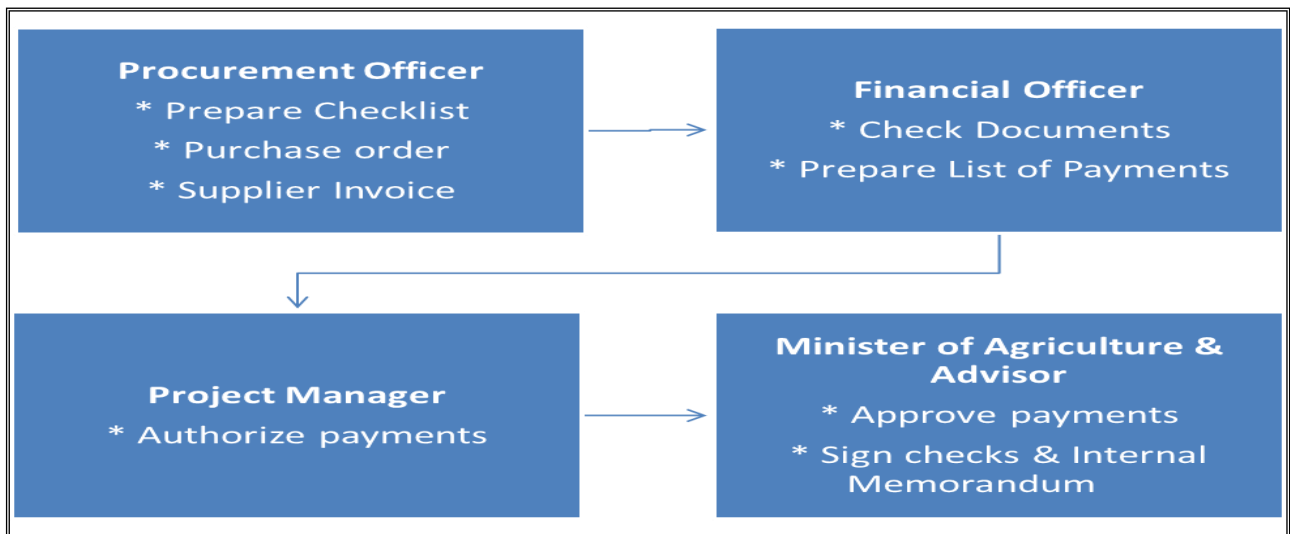 Procurement Officer
* Prepare Checklist
* Purchase order
* Supplier Invoice
Financial Officer
* Check Documents
* Prepare List of Payments
Project Manager
* Authorize payments
Minister of Agriculture &
Advisor
* Approve payments
* Sign checks & Internal
Memorandum